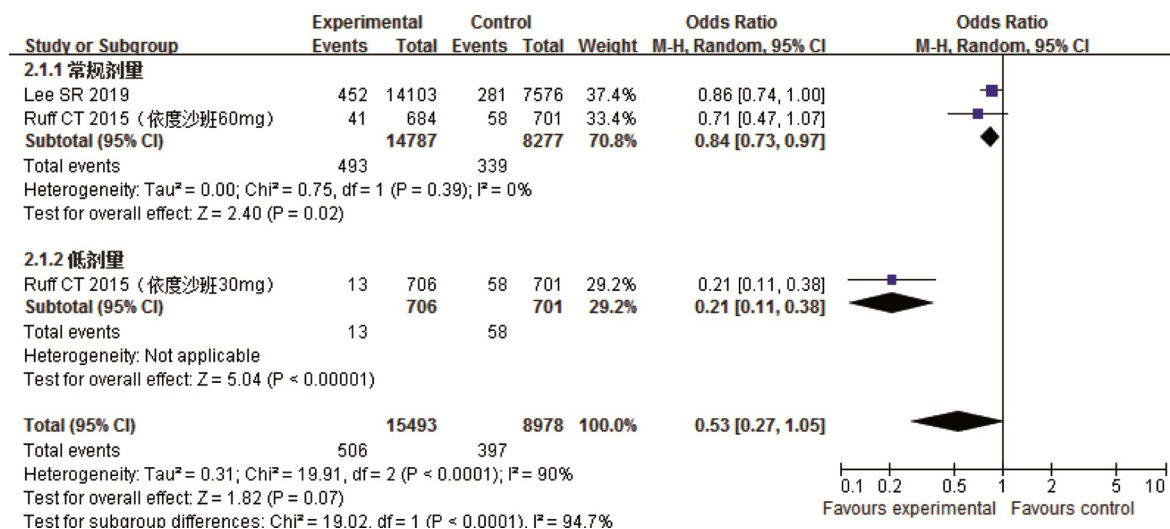 Experimental Control Odds Ratio Odds Ratio
Study or Subgroup Events Total Events Total Weight M-H, Random, 95% CI M-H, Random, 95% CI
2.1.1 常规剂量
Lee SR 2019 452 14103 281 7576 37.4% 0.86 [0.74, 1.00]
Ruff CT 2015（依度沙班60mg） 41 684 58 701 33.4% 0.71 [0.47, 1.07]
Subtotal (95% CI) 14787 8277 70.8% 0.84 [0.73, 0.97]
Total events 493 339
Heterogeneity: Tau² = 0.00; Chi² = 0.75, df = 1 (P = 0.39); I² = 0%
Test for overall effect: Z = 2.40 (P = 0.02)
2.1.2 低剂量
Ruff CT 2015（依度沙班30mg） 13 706 58 701 29.2% 0.21 [0.11, 0.38]
Subtotal (95% CI) 706 701 29.2% 0.21 [0.11, 0.38]
Total events 13 58
Heterogeneity: Not applicable
Test for overall effect: Z = 5.04 (P < 0.00001)
Total (95% CI) 15493 8978 100.0% 0.53 [0.27, 1.05]
Total events 506 397
Heterogeneity: Tau² = 0.31; Chi² = 19.91, df = 2 (P < 0.0001); I² = 90%
Test for overall effect: Z = 1.82 (P = 0.07)
Test for subgroup differences: Chi² = 19.02, df = 1 (P < 0.0001), I² = 94.7%
0.1 0.2 0.5 1 2 5 10
Favours experimental Favours control